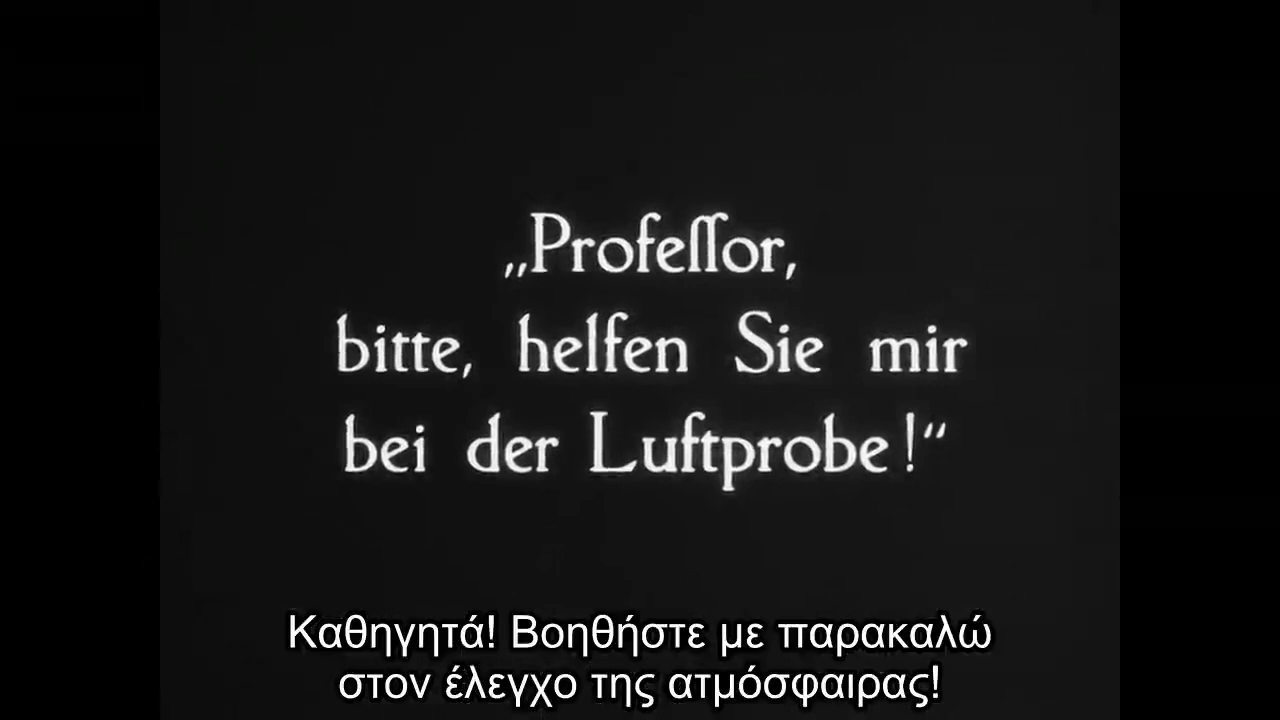 „Profeſſor,
bitte, helfen Sie mir
bei der Luftprobe!“
Καθηγητά! Βοηθήστε με παρακαλώ
στον έλεγχο της ατμόσφαιρας!